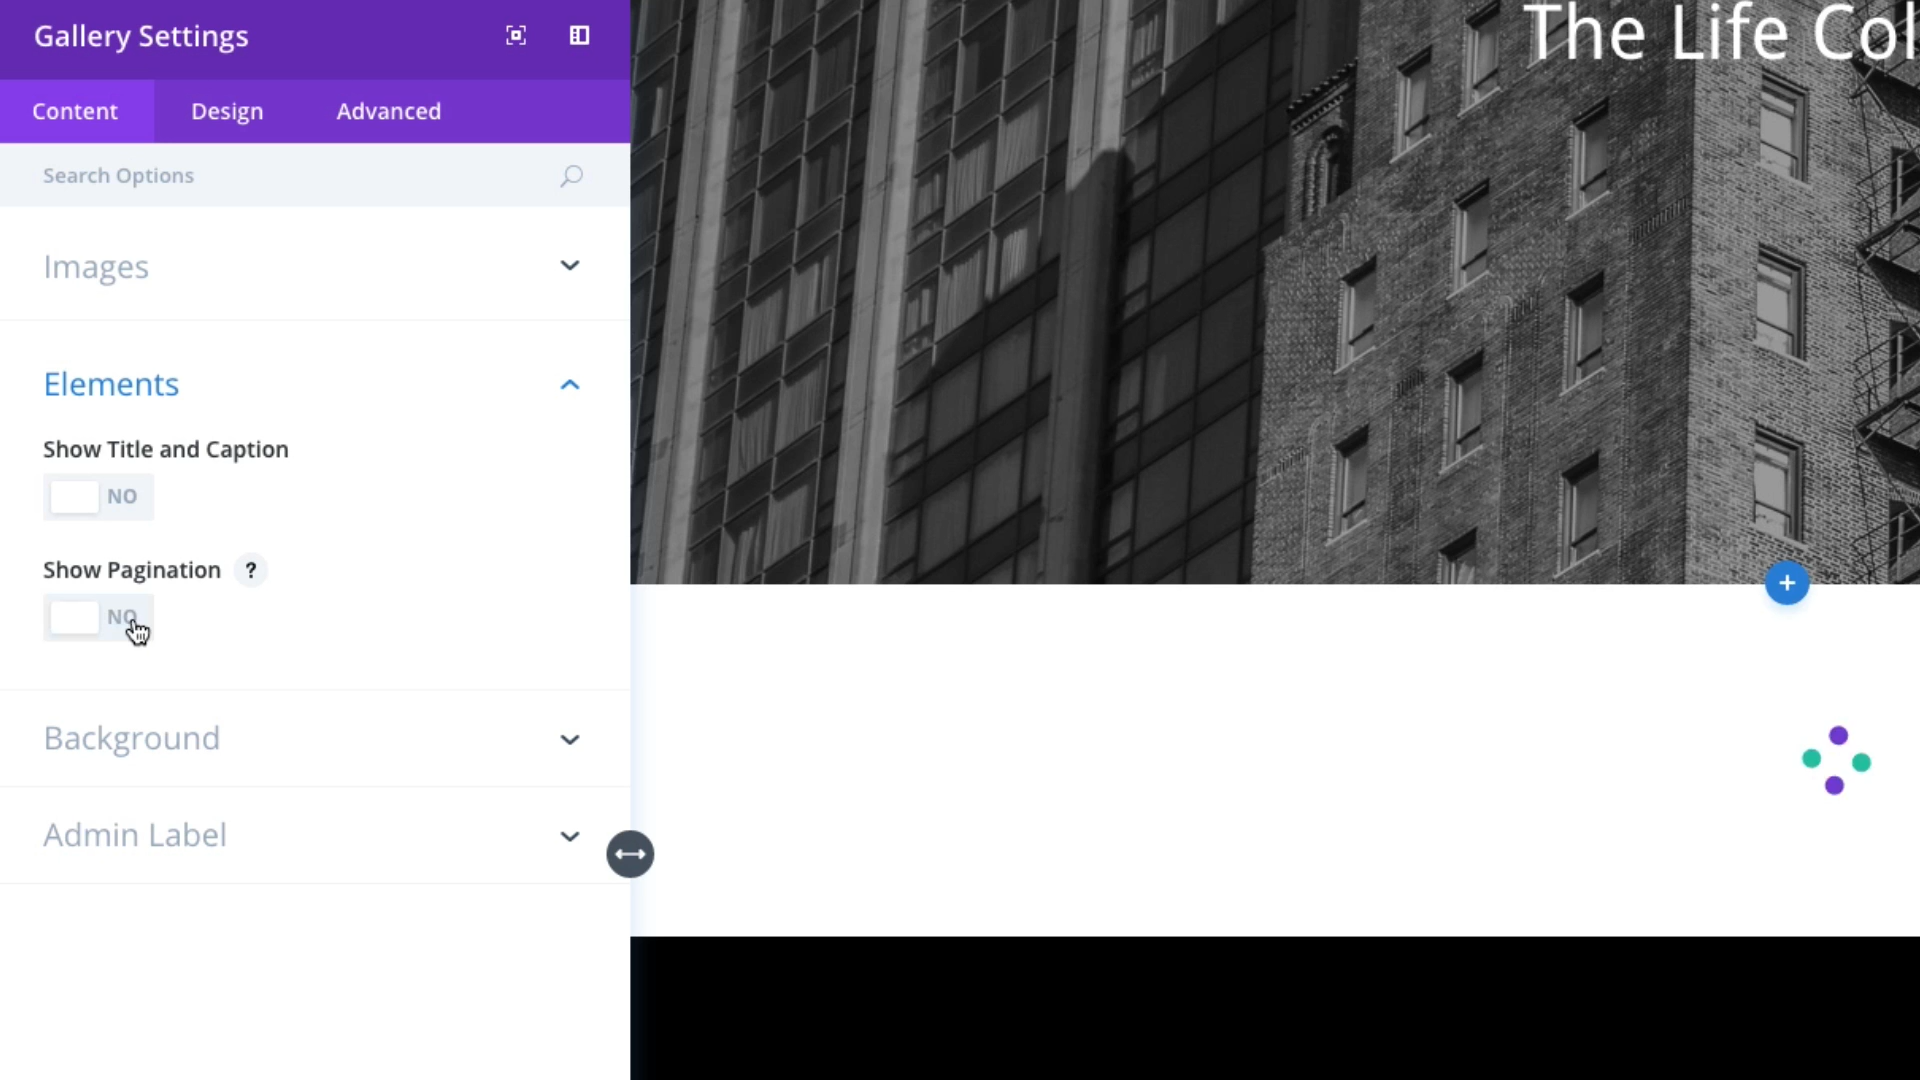 Gallery Settings
Content Design Advanced
Search Options
Images
Elements
Show Title and Caption
NO
Show Pagination ?
NO
Background
Admin Label
The Life Col